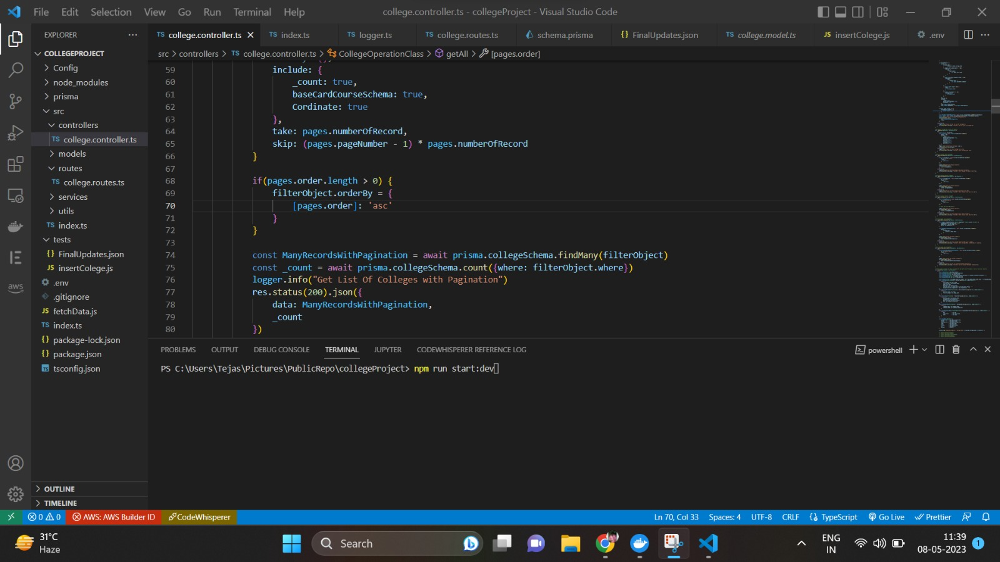 File Edit Selection View Go Run Terminal Help
college.controller.ts - collegeProject - Visual Studio Code
EXPLORER
COLLEGEPROJECT
Config
node_modules
prisma
src
controllers
TS college.controller.ts
models
routes
TS college.routes.ts
services
utils
TS index.ts
tests
{} FinalUpdates.json
JS insertColege.js
.env
.gitignore
JS fetchData.js
TS index.ts
{} package-lock.json
{} package.json
tsconfig.json
OUTLINE
TIMELINE
TS college.controller.ts
TS index.ts
TS logger.ts
TS college.routes.ts
schema.prisma
{} FinalUpdates.json
TS college.model.ts
JS insertColege.js
.env
src > controllers > TS college.controller.ts > CollegeOperationClass > getAll > [pages.order]
59 include: {
60 _count: true,
61 baseCardCourseSchema: true,
62 Cordinate: true
63 },
64 take: pages.numberOfRecord,
65 skip: (pages.pageNumber - 1) * pages.numberOfRecord
66 }
67
68 if(pages.order.length > 0) {
69 filterObject.orderBy = {
70 [pages.order]: 'asc'
71 }
72 }
73
74 const ManyRecordsWithPagination = await prisma.collegeSchema.findMany(filterObject)
75 const _count = await prisma.collegeSchema.count({where: filterObject.where})
76 logger.info("Get List Of Colleges with Pagination")
77 res.status(200).json({
78 data: ManyRecordsWithPagination,
79 _count
80 })
PROBLEMS OUTPUT DEBUG CONSOLE TERMINAL JUPYTER CODEWHISPERER REFERENCE LOG
powershell
PS C:\Users\Tejas\Pictures\PublicRepo\collegeProject> npm run start:dev
0 0 AWS: AWS Builder ID CodeWhisperer
Ln 70, Col 33 Spaces: 4 UTF-8 CRLF {} TypeScript Go Live Prettier
aws
31°C
Haze
Search
ENG
IN
11:39
08-05-2023
1